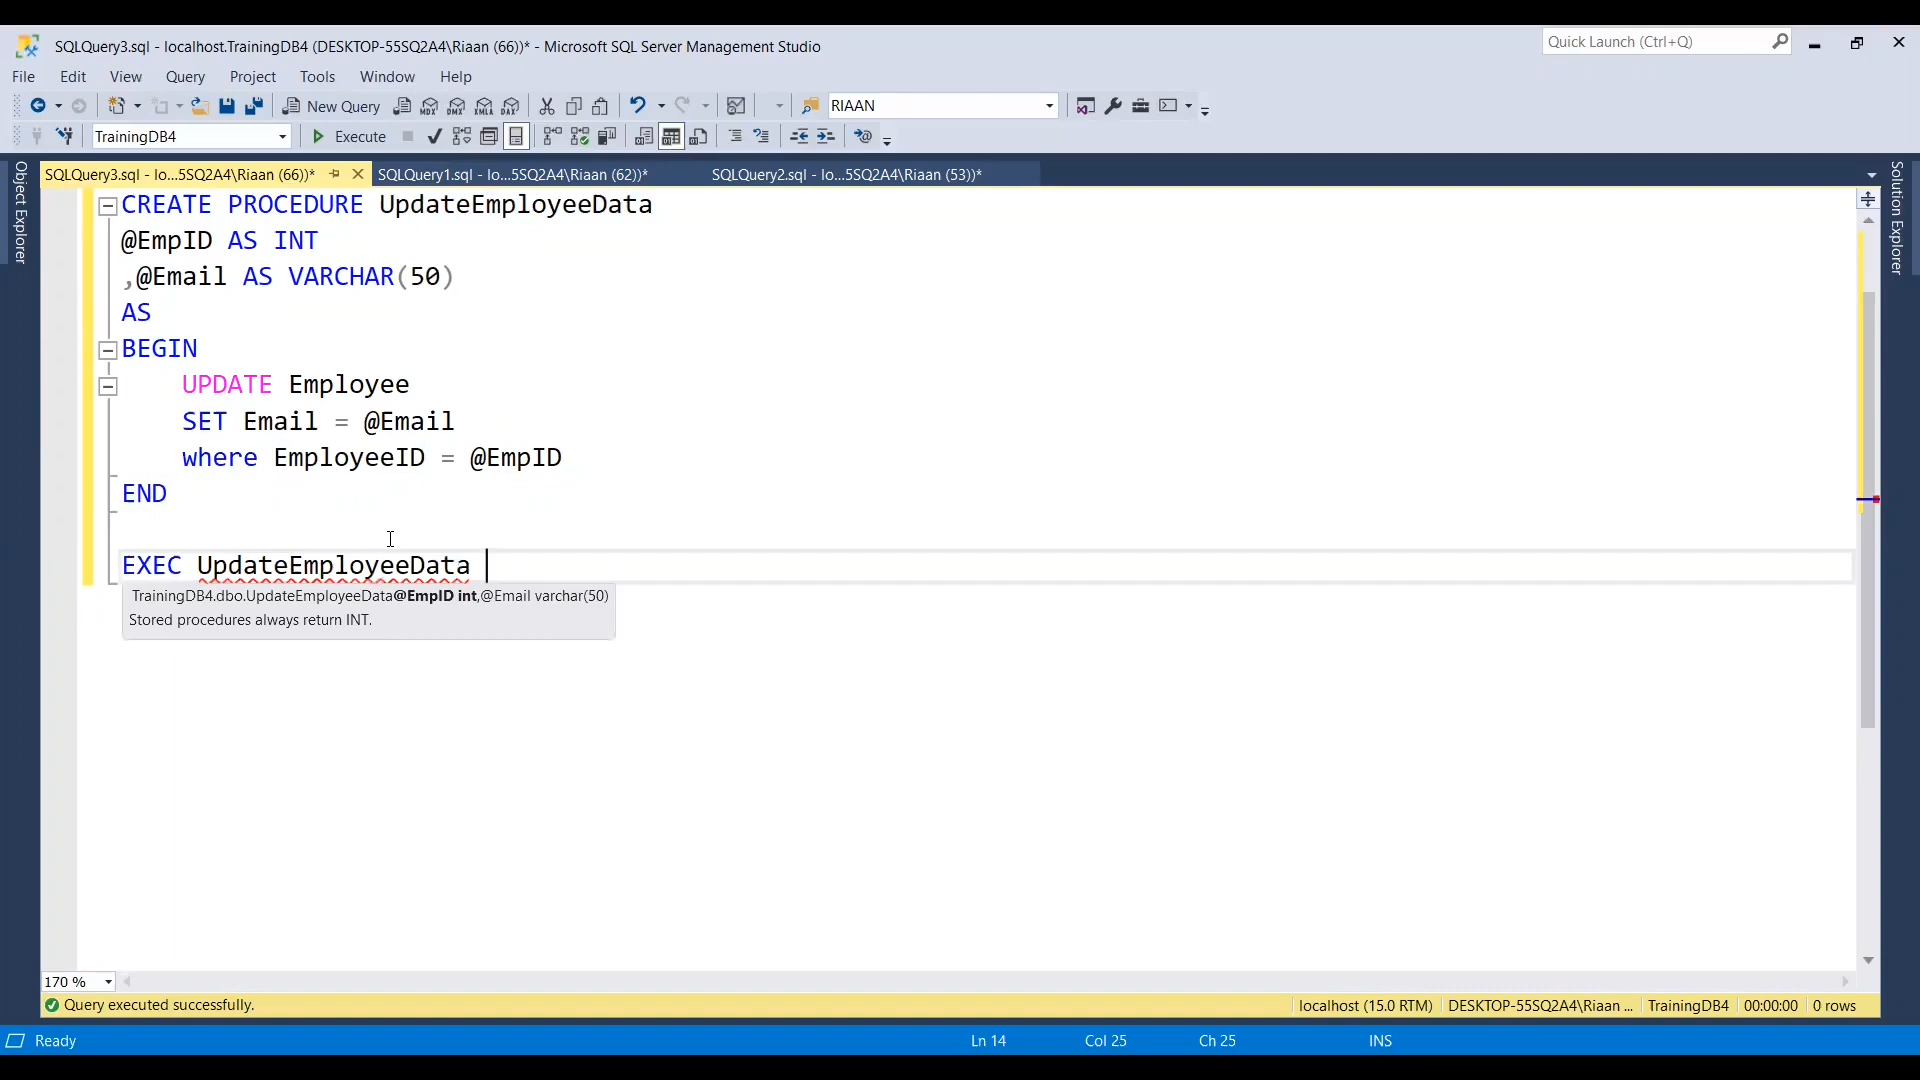 SQLQuery3.sql - localhost.TrainingDB4 (DESKTOP-55SQ2A4\Riaan (66))* - Microsoft SQL Server Management Studio
Quick Launch (Ctrl+Q)
File Edit View Query Project Tools Window Help
New Query MDX DMX XMLA DAX RIAAN
TrainingDB4 Execute
Object Explorer
SQLQuery3.sql - lo...5SQ2A4\Riaan (66))* SQLQuery1.sql - lo...5SQ2A4\Riaan (62))* SQLQuery2.sql - lo...5SQ2A4\Riaan (53))*
Solution Explorer
CREATE PROCEDURE UpdateEmployeeData
@EmpID AS INT
,@Email AS VARCHAR(50)
AS
BEGIN
UPDATE Employee
SET Email = @Email
where EmployeeID = @EmpID
END
EXEC UpdateEmployeeData
TrainingDB4.dbo.UpdateEmployeeData@EmpID int,@Email varchar(50)
Stored procedures always return INT.
170 %
Query executed successfully. localhost (15.0 RTM) DESKTOP-55SQ2A4\Riaan ... TrainingDB4 00:00:00 0 rows
Ready Ln 14 Col 25 Ch 25 INS